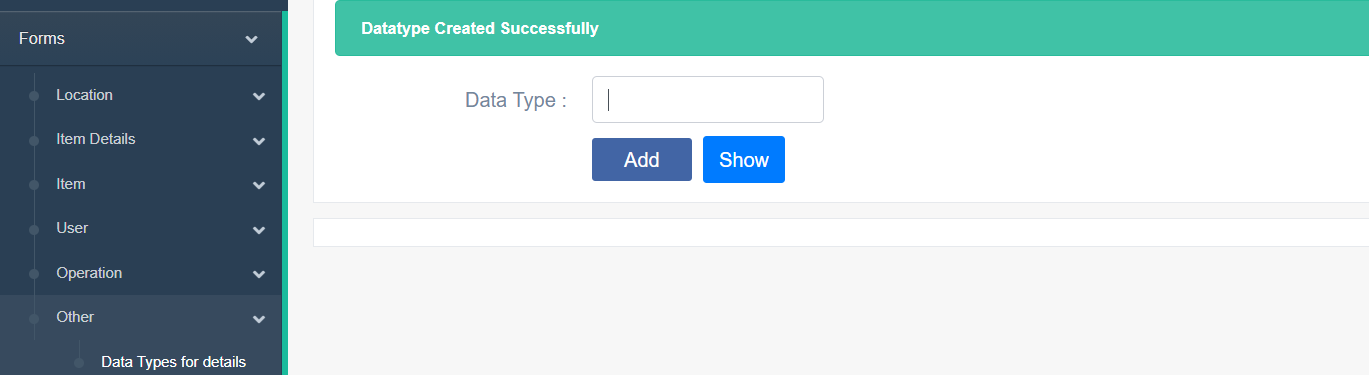 Forms
Location
Item Details
Item
User
Operation
Other
Data Types for details
Datatype Created Successfully
Data Type :
Add Show